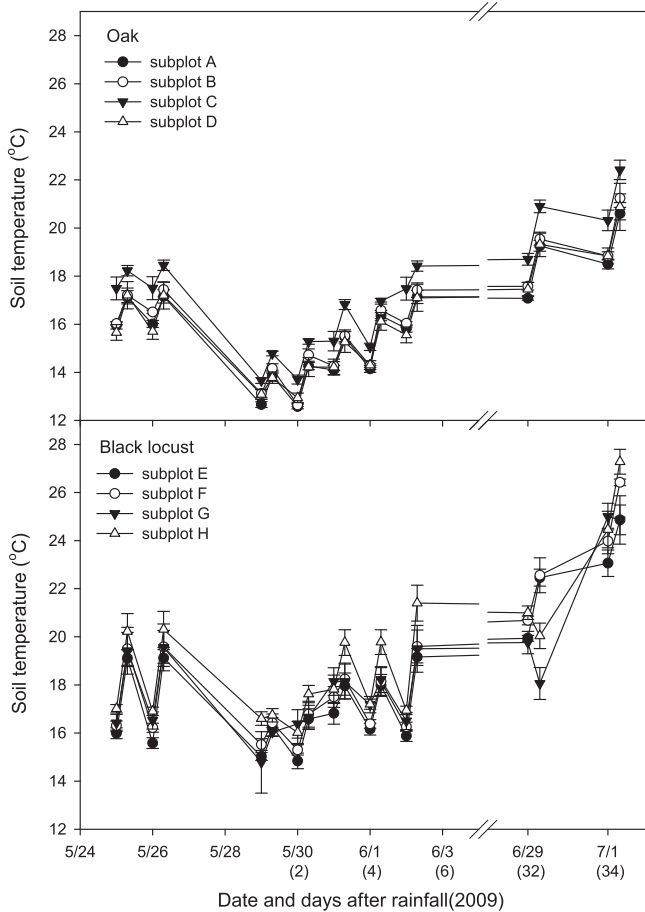 28
26
24
22
20
18
16
14
12
Soil temperature (°C)
Oak
subplot A
subplot B
subplot C
subplot D
28
26
24
22
20
18
16
14
12
Soil temperature (°C)
Black locust
subplot E
subplot F
subplot G
subplot H
5/24 5/26 5/28 5/30 6/1 6/3 6/29 7/1
(2) (4) (6) (32) (34)
Date and days after rainfall(2009)